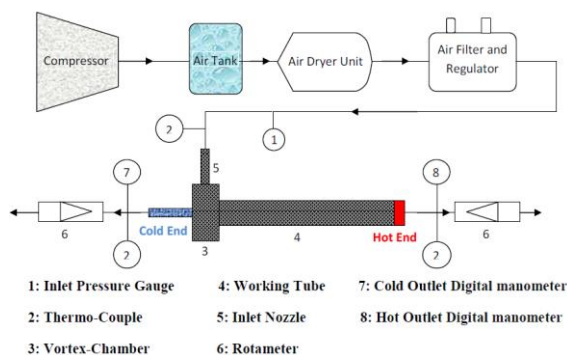 Compressor
Air Tank
Air Dryer Unit
Air Filter and
Regulator
2
1
5
7
8
6
Cold End
2
3
4
Hot End
2
6
1: Inlet Pressure Gauge
4: Working Tube
7: Cold Outlet Digital manometer
2: Thermo-Couple
5: Inlet Nozzle
8: Hot Outlet Digital manometer
3: Vortex-Chamber
6: Rotameter